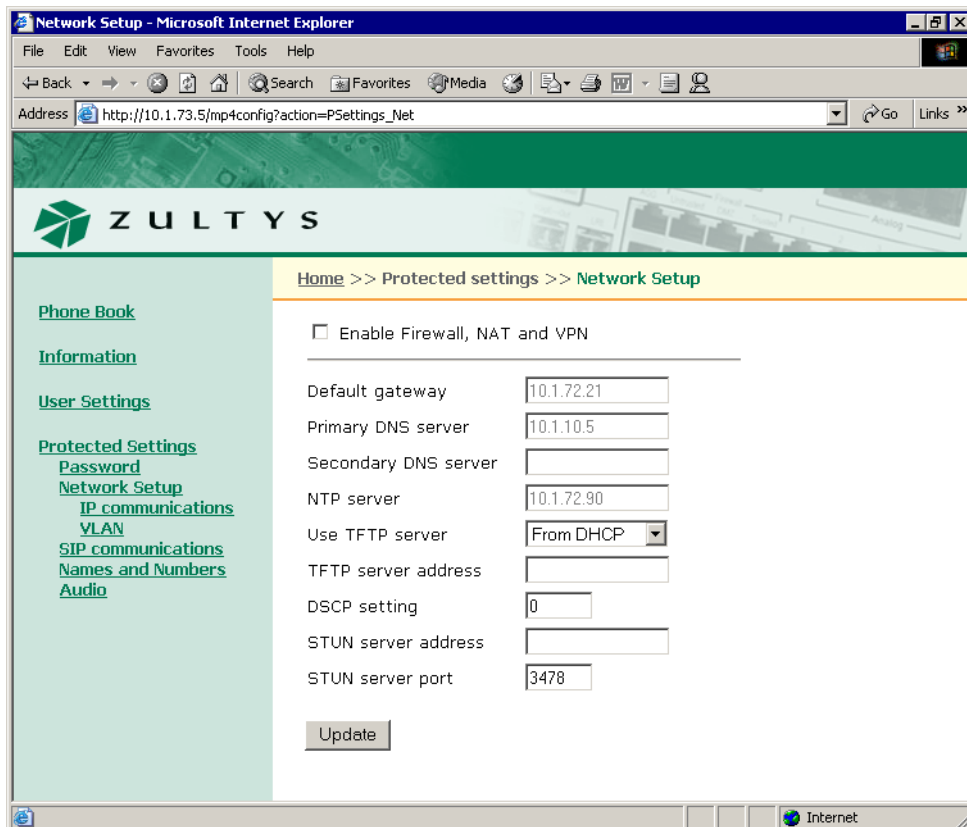 Network Setup - Microsoft Internet Explorer
File Edit View Favorites Tools Help
Back Search Favorites Media
Address http://10.1.73.5/mp4config?action=PSettings_Net Go Links »
ZULTYS
Analog
Home >> Protected settings >> Network Setup
Phone Book
Information
User Settings
Protected Settings
Password
Network Setup
IP communications
VLAN
SIP communications
Names and Numbers
Audio
Enable Firewall, NAT and VPN
Default gateway 10.1.72.21
Primary DNS server 10.1.10.5
Secondary DNS server
NTP server 10.1.72.90
Use TFTP server From DHCP
TFTP server address
DSCP setting 0
STUN server address
STUN server port 3478
Update
Internet